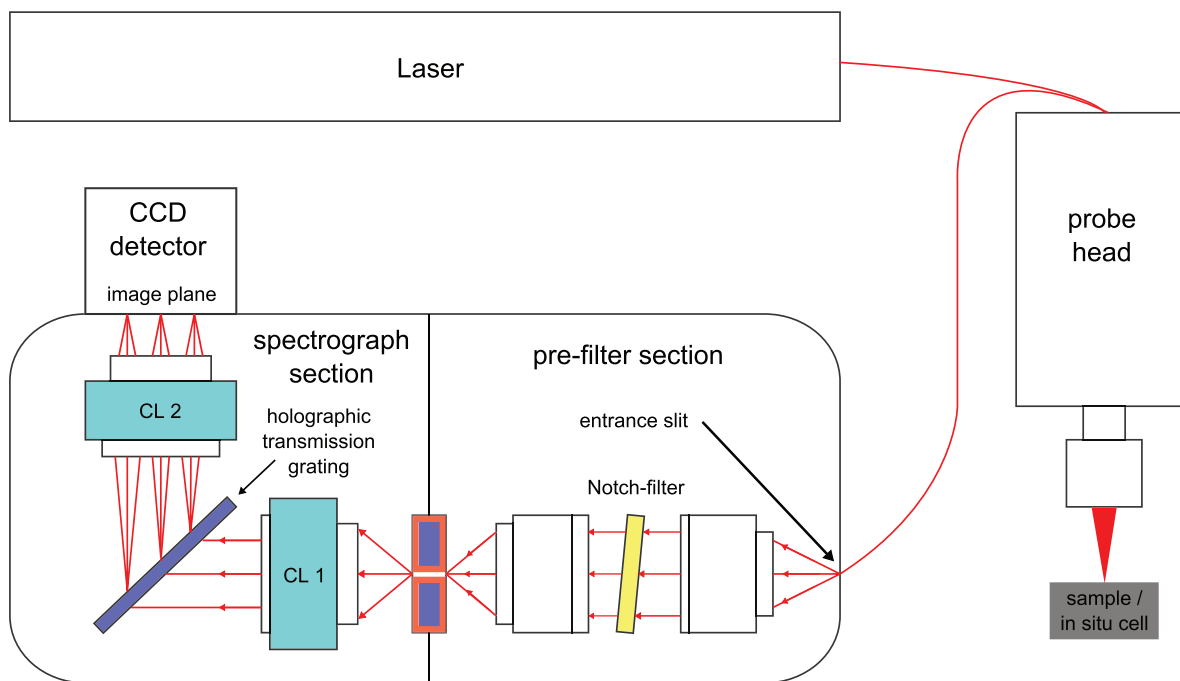 Laser
CCD
detector
image plane
probe
head
spectrograph
section
pre-filter section
CL 2
holographic
transmission
grating
entrance slit
Notch-filter
CL 1
sample /
in situ cell